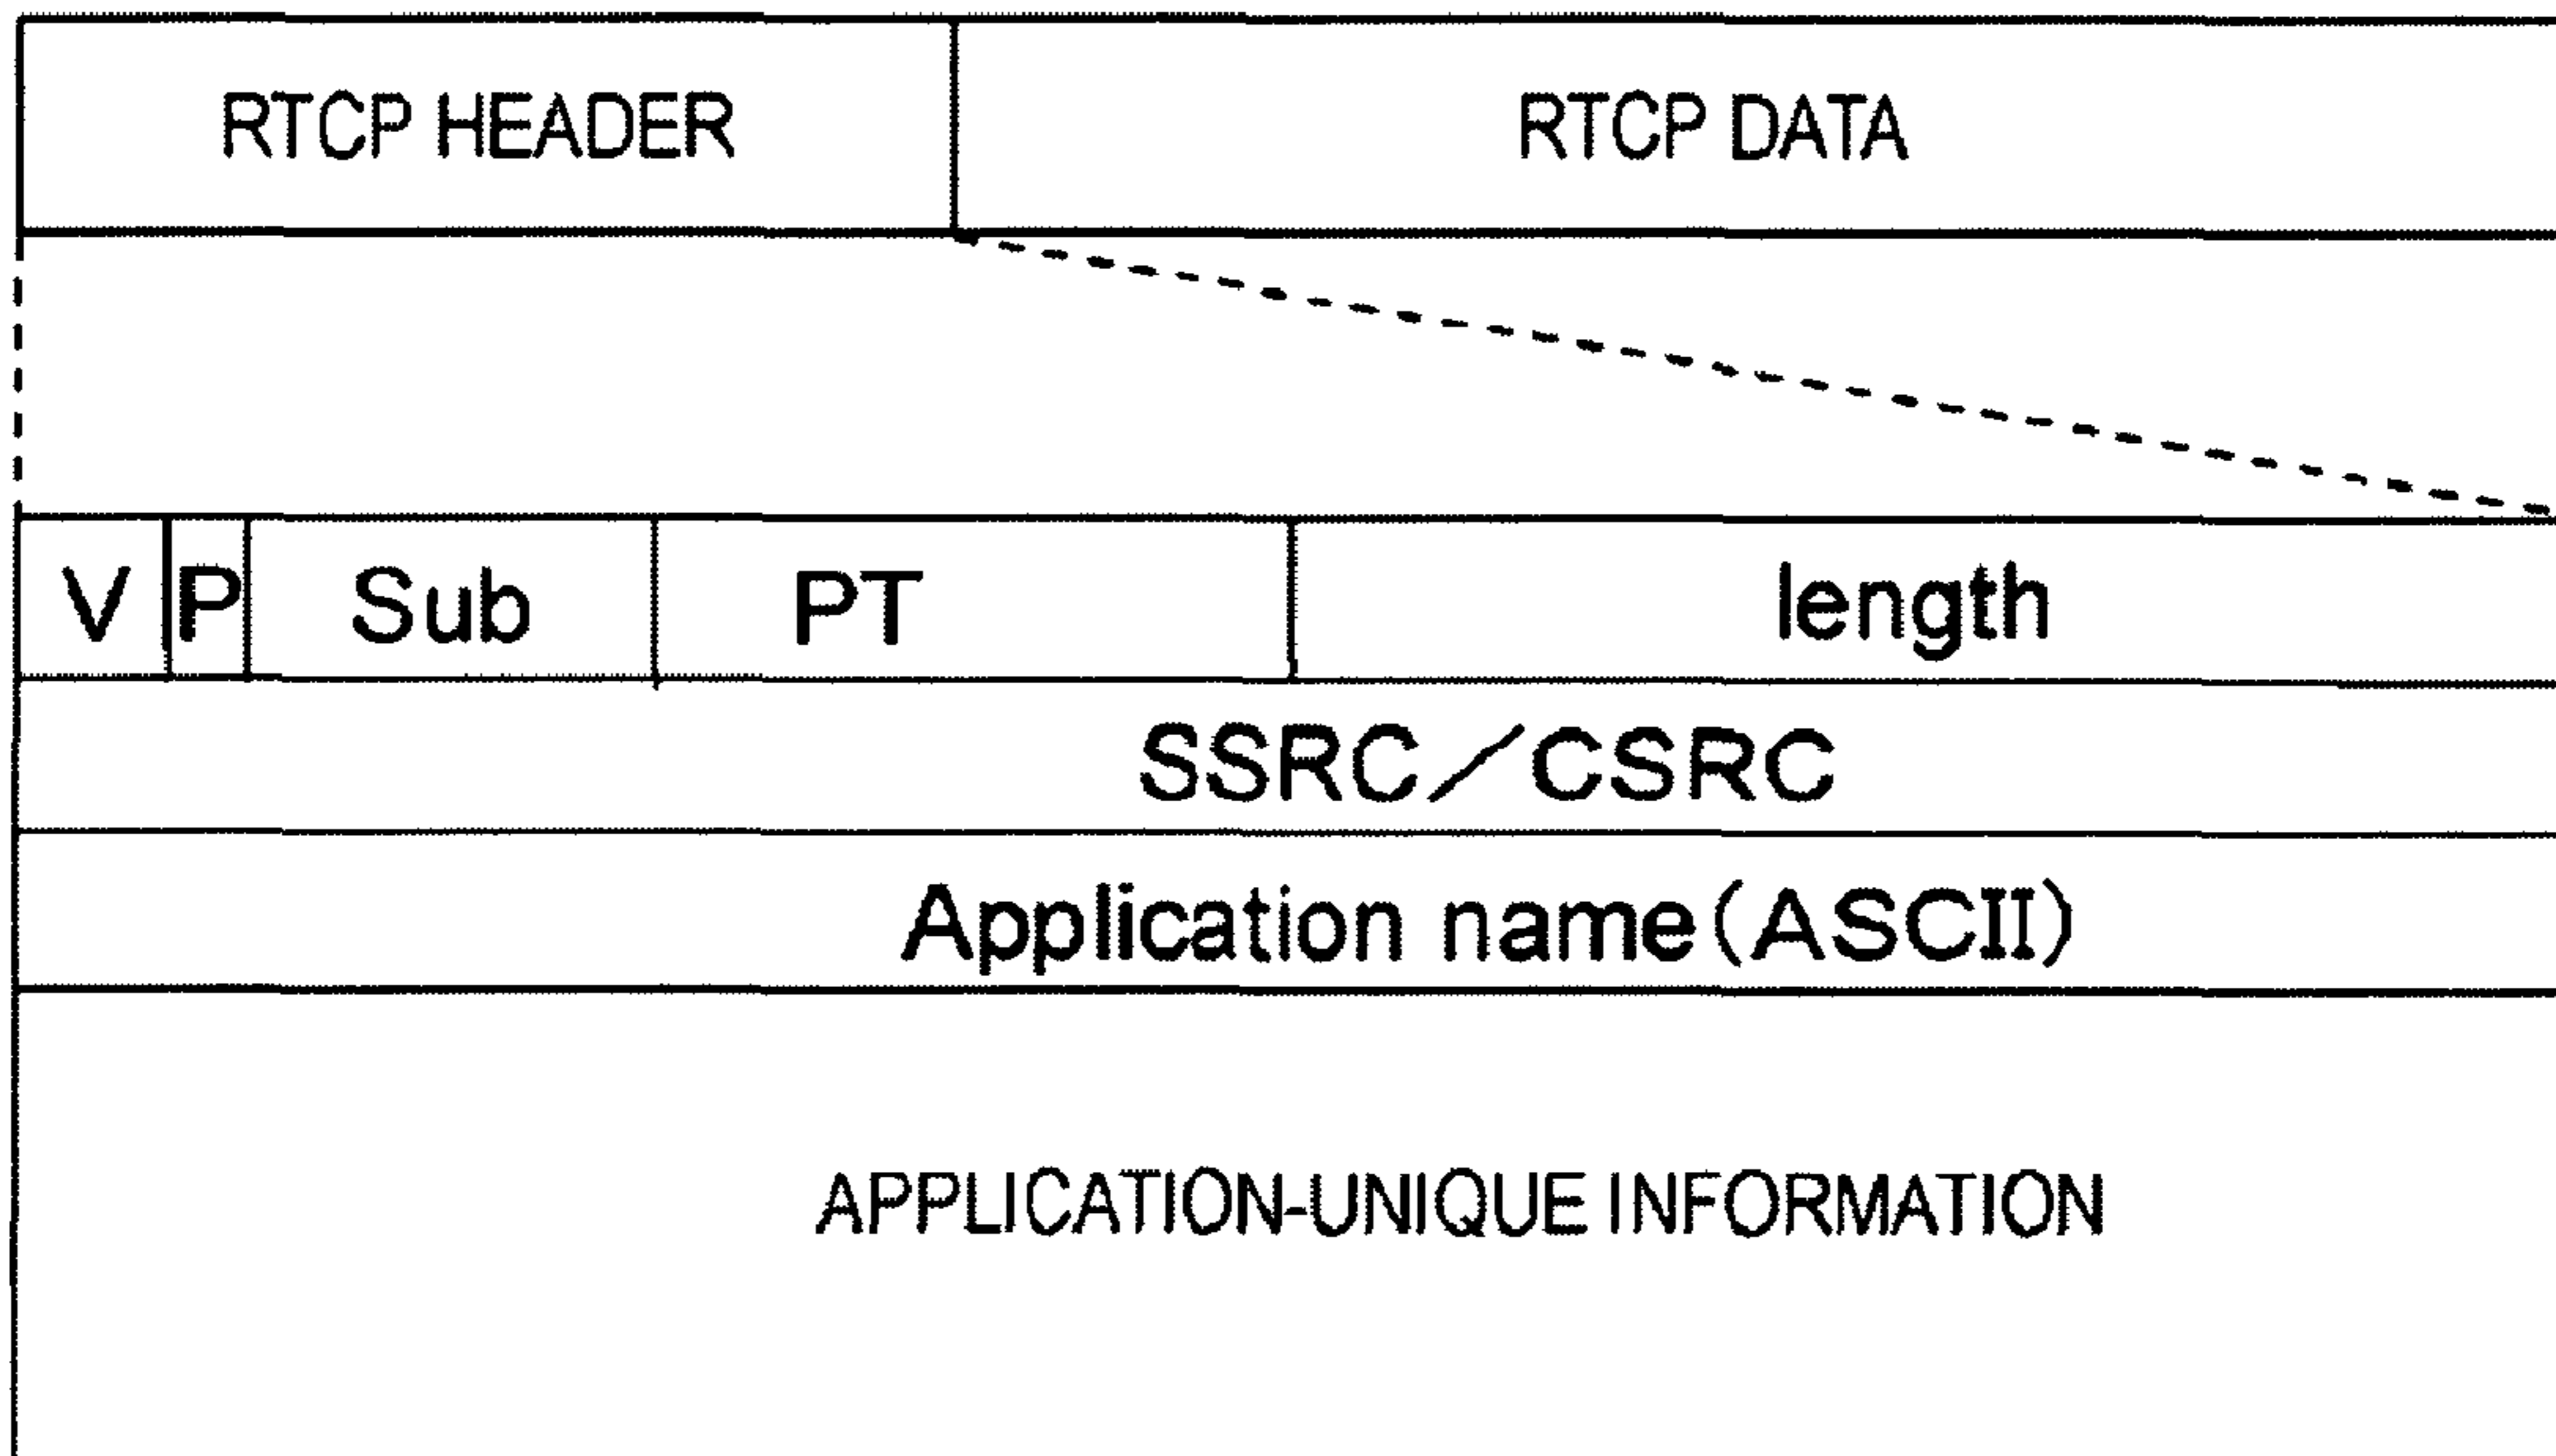 RTCP HEADER RTCP DATA
V P Sub PT length
SSRC／CSRC
Application name(ASCII)
APPLICATION-UNIQUE INFORMATION